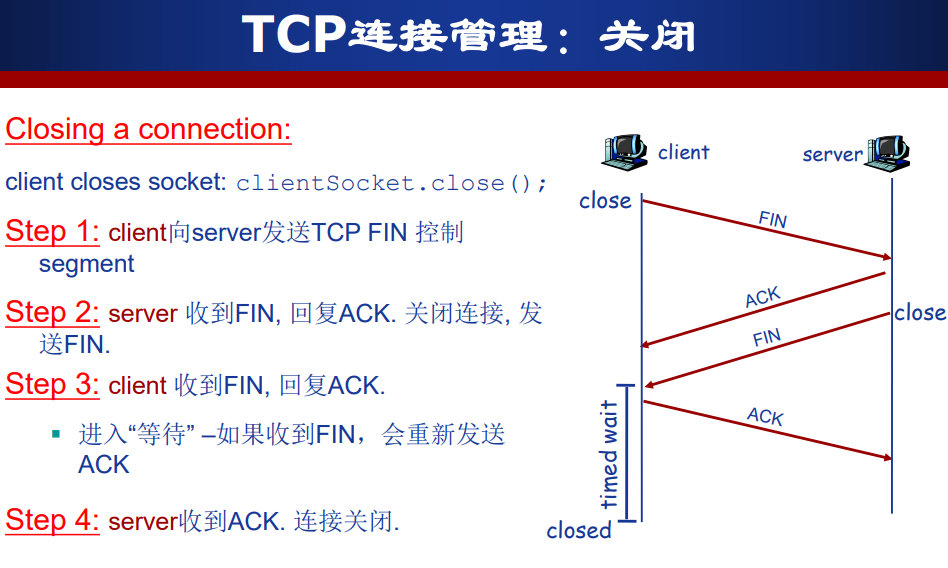 TCP连接管理：关闭
Closing a connection:
client closes socket: clientSocket.close();
Step 1: client向server发送TCP FIN 控制
segment
Step 2: server 收到FIN, 回复ACK. 关闭连接, 发
送FIN.
Step 3: client 收到FIN, 回复ACK.
进入“等待” –如果收到FIN，会重新发送
ACK
Step 4: server收到ACK. 连接关闭.
client
server
close
FIN
ACK
close
FIN
timed wait
ACK
closed